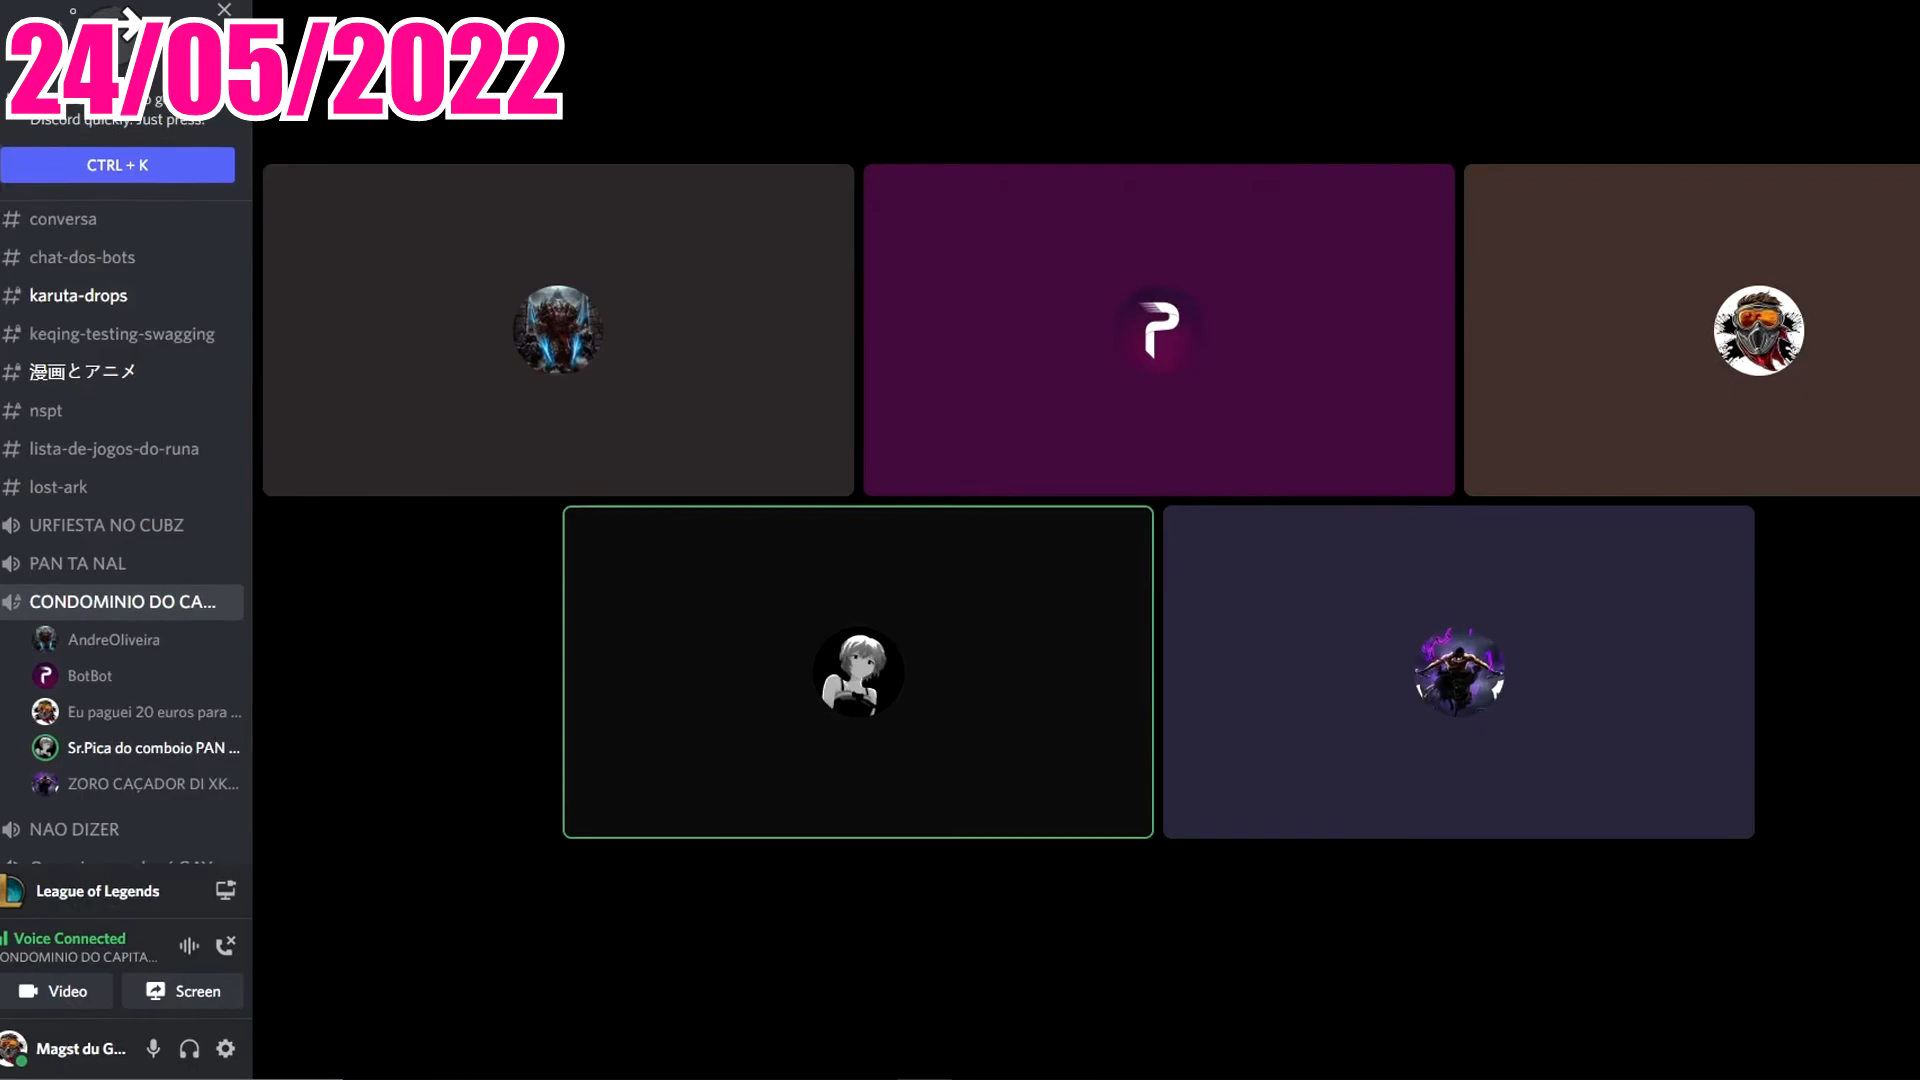 24/05/2022
Discord quickly. Just press:
CTRL + K
conversa
chat-dos-bots
karuta-drops
keqing-testing-swagging
漫画とアニメ
nspt
lista-de-jogos-do-runa
lost-ark
URFIESTA NO CUBZ
PAN TA NAL
CONDOMINIO DO CA...
AndreOliveira
BotBot
Eu paguei 20 euros para ...
Sr.Pica do comboio PAN ...
ZORO CAÇADOR DI XK...
NAO DIZER
League of Legends
Voice Connected
ONDOMINIO DO CAPITA...
Video
Screen
Magst du G...